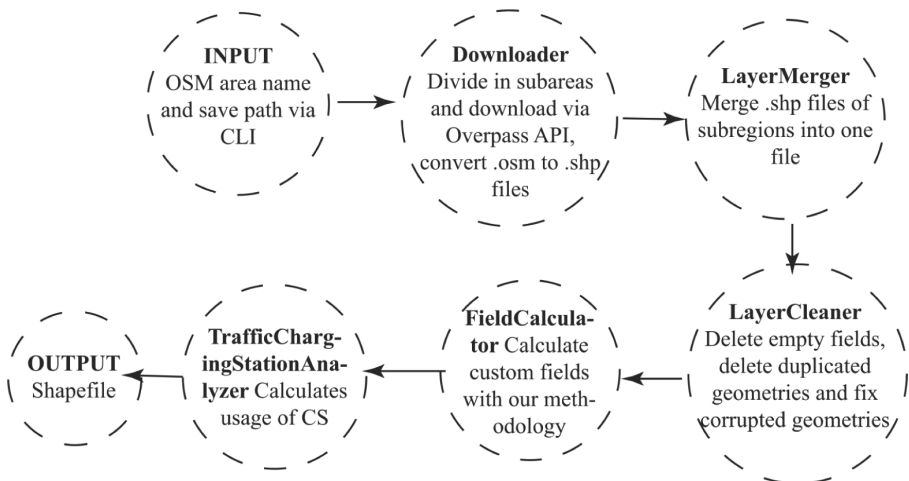 INPUT
OSM area name
and save path via
CLI
Downloader
Divide in subareas
and download via
Overpass API,
convert .osm to .shp
files
LayerMerger
Merge .shp files of
subregions into one
file
LayerCleaner
Delete empty fields,
delete duplicated
geometries and fix
corrupted geometries
FieldCalcula-
tor Calculate
custom fields
with our meth-
odology
TrafficCharg-
ingStationAna-
lyzer Calculates
usage of CS
OUTPUT
Shapefile